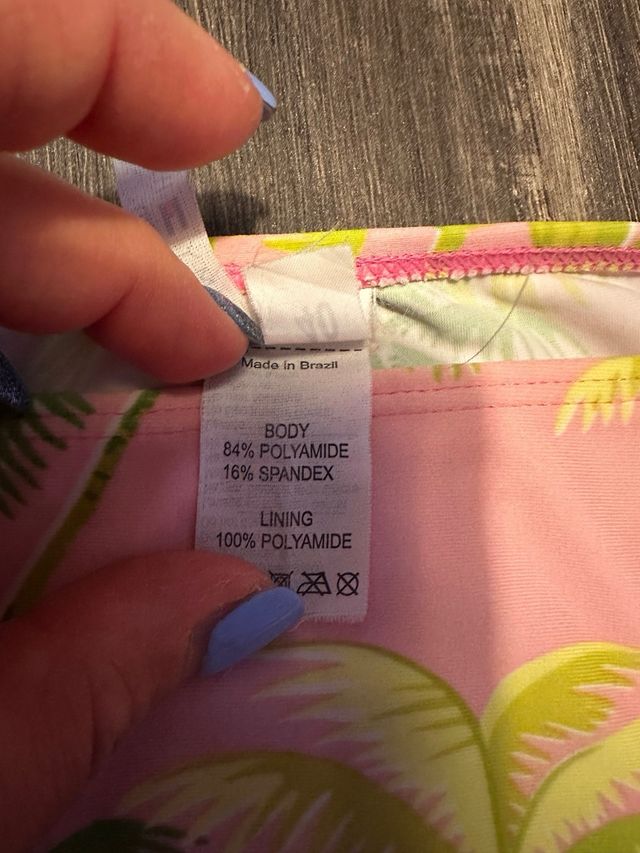 Made in Brazil
BODY
84% POLYAMIDE
16% SPANDEX
LINING
100% POLYAMIDE